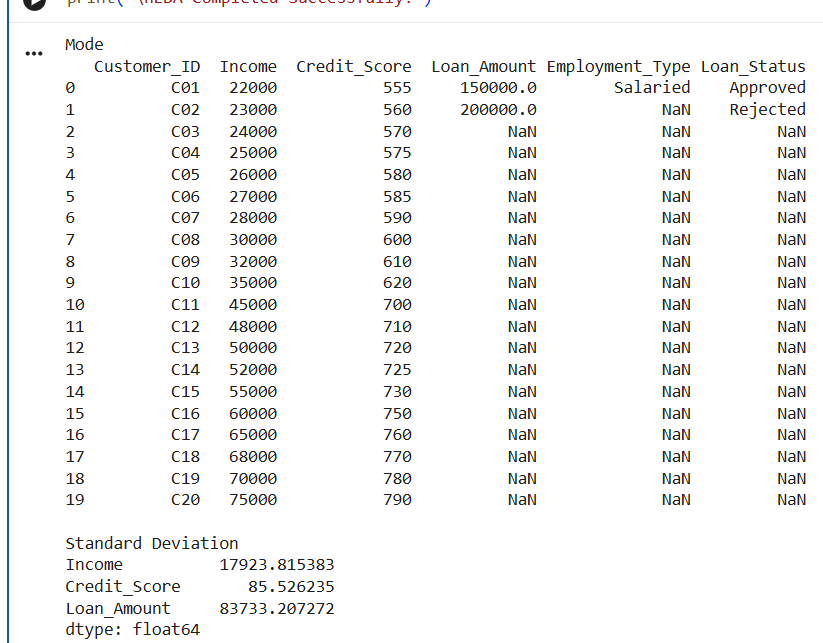 print("\nEDA Completed Successfully!")
Mode
Customer_ID Income Credit_Score Loan_Amount Employment_Type Loan_Status
0 C01 22000 555 150000.0 Salaried Approved
1 C02 23000 560 200000.0 NaN Rejected
2 C03 24000 570 NaN NaN NaN
3 C04 25000 575 NaN NaN NaN
4 C05 26000 580 NaN NaN NaN
5 C06 27000 585 NaN NaN NaN
6 C07 28000 590 NaN NaN NaN
7 C08 30000 600 NaN NaN NaN
8 C09 32000 610 NaN NaN NaN
9 C10 35000 620 NaN NaN NaN
10 C11 45000 700 NaN NaN NaN
11 C12 48000 710 NaN NaN NaN
12 C13 50000 720 NaN NaN NaN
13 C14 52000 725 NaN NaN NaN
14 C15 55000 730 NaN NaN NaN
15 C16 60000 750 NaN NaN NaN
16 C17 65000 760 NaN NaN NaN
17 C18 68000 770 NaN NaN NaN
18 C19 70000 780 NaN NaN NaN
19 C20 75000 790 NaN NaN NaN
Standard Deviation
Income 17923.815383
Credit_Score 85.526235
Loan_Amount 83733.207272
dtype: float64